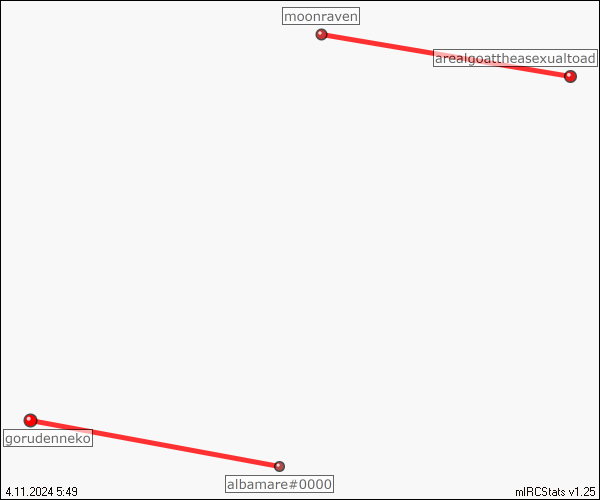 moonraven
arealgoattheasexualtoad
gorudenneko
albamare#0000
4.11.2024 5:49
mIRCStats v1.25